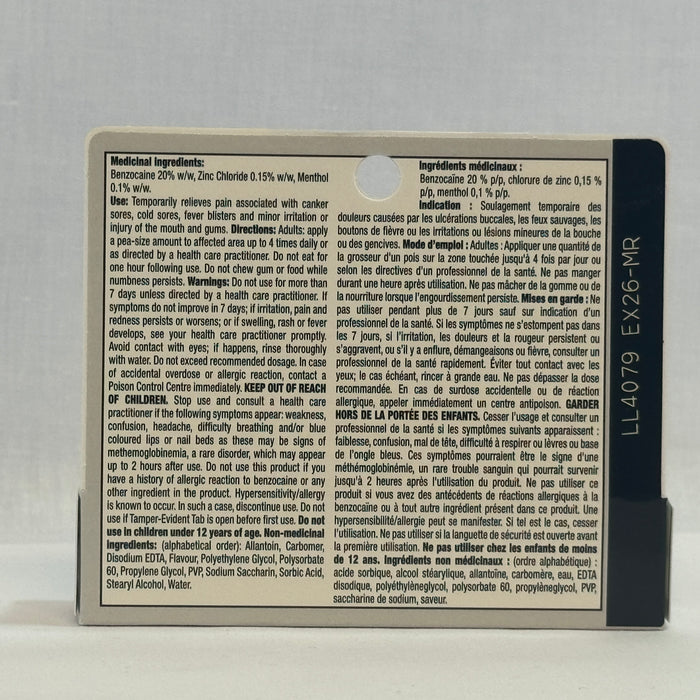 Medicinal Ingredients:
Benzocaine 20% w/w, Zinc Chloride 0.15% w/w, Menthol
0.1% w/w.
Use: Temporarily relieves pain associated with canker
sores, cold sores, fever blisters and minor irritation or
injury of the mouth and gums. Directions: Adults: apply
a pea-size amount to affected area up to 4 times daily or
as directed by a health care practitioner. Do not eat for
one hour following use. Do not chew gum or food while
numbness persists. Warnings: Do not use for more than
7 days unless directed by a health care practitioner. If
symptoms do not improve in 7 days; if irritation, pain and
redness persists or worsens; or if swelling, rash or fever
develops, see your health care practitioner promptly.
Avoid contact with eyes; if happens, rinse thoroughly
with water. Do not exceed recommended dosage. In case
of accidental overdose or allergic reaction, contact a
Poison Control Centre immediately. KEEP OUT OF REACH
OF CHILDREN. Stop use and consult a health care
practitioner if the following symptoms appear: weakness,
confusion, headache, difficulty breathing and/or blue
coloured lips or nail beds as these may be signs of
methemoglobinemia, a rare disorder, which may appear
up to 2 hours after use. Do not use this product if you
have a history of allergic reaction to benzocaine or any
other ingredient in the product. Hypersensitivity/allergy
is known to occur. In such a case, discontinue use. Do not
use if Tamper-Evident Tab is open before first use. Do not
use in children under 12 years of age. Non-medicinal
Ingredients: (alphabetical order): Allantoin, Carbomer,
Disodium EDTA, Flavour, Polyethylene Glycol, Polysorbate
60, Propylene Glycol, PVP, Sodium Saccharin, Sorbic Acid,
Stearyl Alcohol, Water.
Ingrédients médicinaux :
Benzocaïne 20 % p/p, chlorure de zinc 0,15 %
p/p, menthol 0,1 % p/p.
Indication : Soulagement temporaire des
douleurs causées par les ulcérations buccales, les feux sauvages, les
boutons de fièvre ou les irritations ou lésions mineures de la bouche
ou des gencives. Mode d'emploi : Adultes : Appliquer une quantité de
la grosseur d'un pois sur la zone touchée jusqu'à 4 fois par jour ou
selon les directives d'un professionnel de la santé. Ne pas manger
durant une heure après utilisation. Ne pas mâcher de la gomme ou de
la nourriture lorsque l'engourdissement persiste. Mises en garde : Ne
pas utiliser pendant plus de 7 jours sauf sur indication d'un
professionnel de la santé. Si les symptômes ne s'estompent pas dans
les 7 jours, si l'irritation, les douleurs et la rougeur persistent ou
s'aggravent, ou s'il y a enflure, démangeaisons ou fièvre, consulter un
professionnel de la santé rapidement. Éviter tout contact avec les
yeux; le cas échéant, rincer à grande eau. Ne pas dépasser la dose
recommandée. En cas de surdose accidentelle ou de réaction
allergique, appeler immédiatement un centre antipoison. GARDER
HORS DE LA PORTÉE DES ENFANTS. Cesser l'usage et consulter un
professionnel de la santé si les symptômes suivants apparaissent :
faiblesse, confusion, mal de tête, difficulté à respirer ou lèvres ou base
de l'ongle bleues. Ces symptômes pourraient être le signe d'une
méthémoglobinémie, un rare trouble sanguin qui pourrait survenir
jusqu'à 2 heures après l'utilisation du produit. Ne pas utiliser ce
produit si vous avez des antécédents de réactions allergiques à la
benzocaïne ou à tout autre ingrédient présent dans ce produit. Une
hypersensibilité/allergie peut se manifester. Si tel est le cas, cesser
l'utilisation. Ne pas utiliser si la languette de sécurité est ouverte avant
la première utilisation. Ne pas utiliser chez les enfants de moins
de 12 ans. Ingrédients non médicinaux : (ordre alphabétique) :
acide sorbique, alcool stéarylique, allantoïne, carbomère, eau, EDTA
disodique, polyéthylèneglycol, polysorbate 60, propylèneglycol, PVP,
saccharine de sodium, saveur.
LL4079 EX26-MR